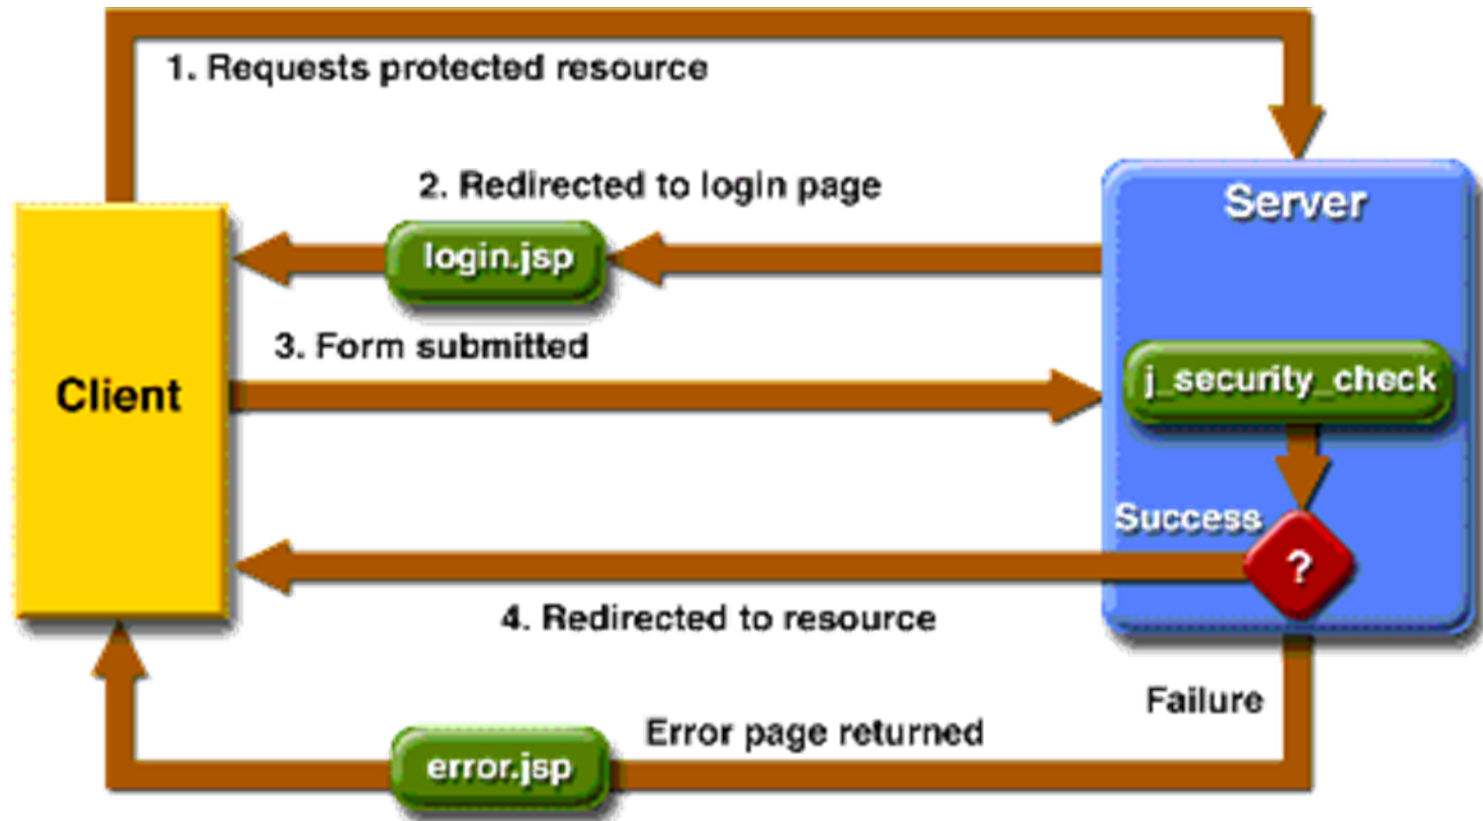 1. Requests protected resource
2. Redirected to login page
Server
login.jsp
3. Form submitted
j_security_check
Client
Success
?
4. Redirected to resource
Failure
Error page returned
error.jsp